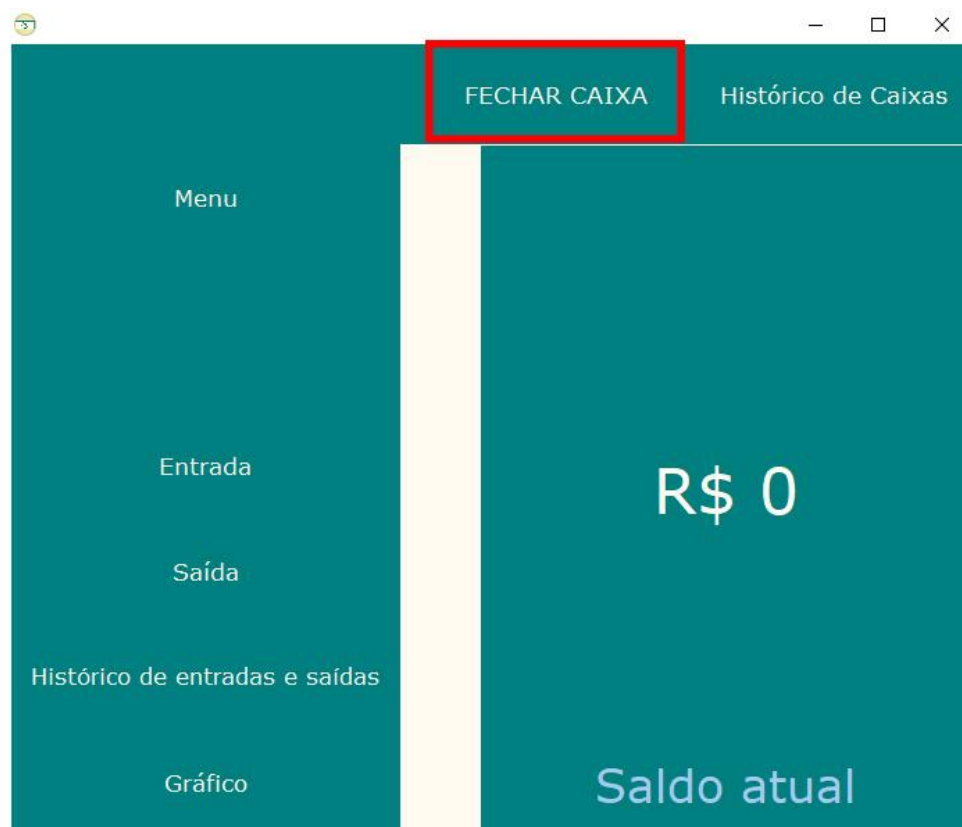 FECHAR CAIXA
Histórico de Caixas
Menu
Entrada
Saída
Histórico de entradas e saídas
Gráfico
R$ 0
Saldo atual